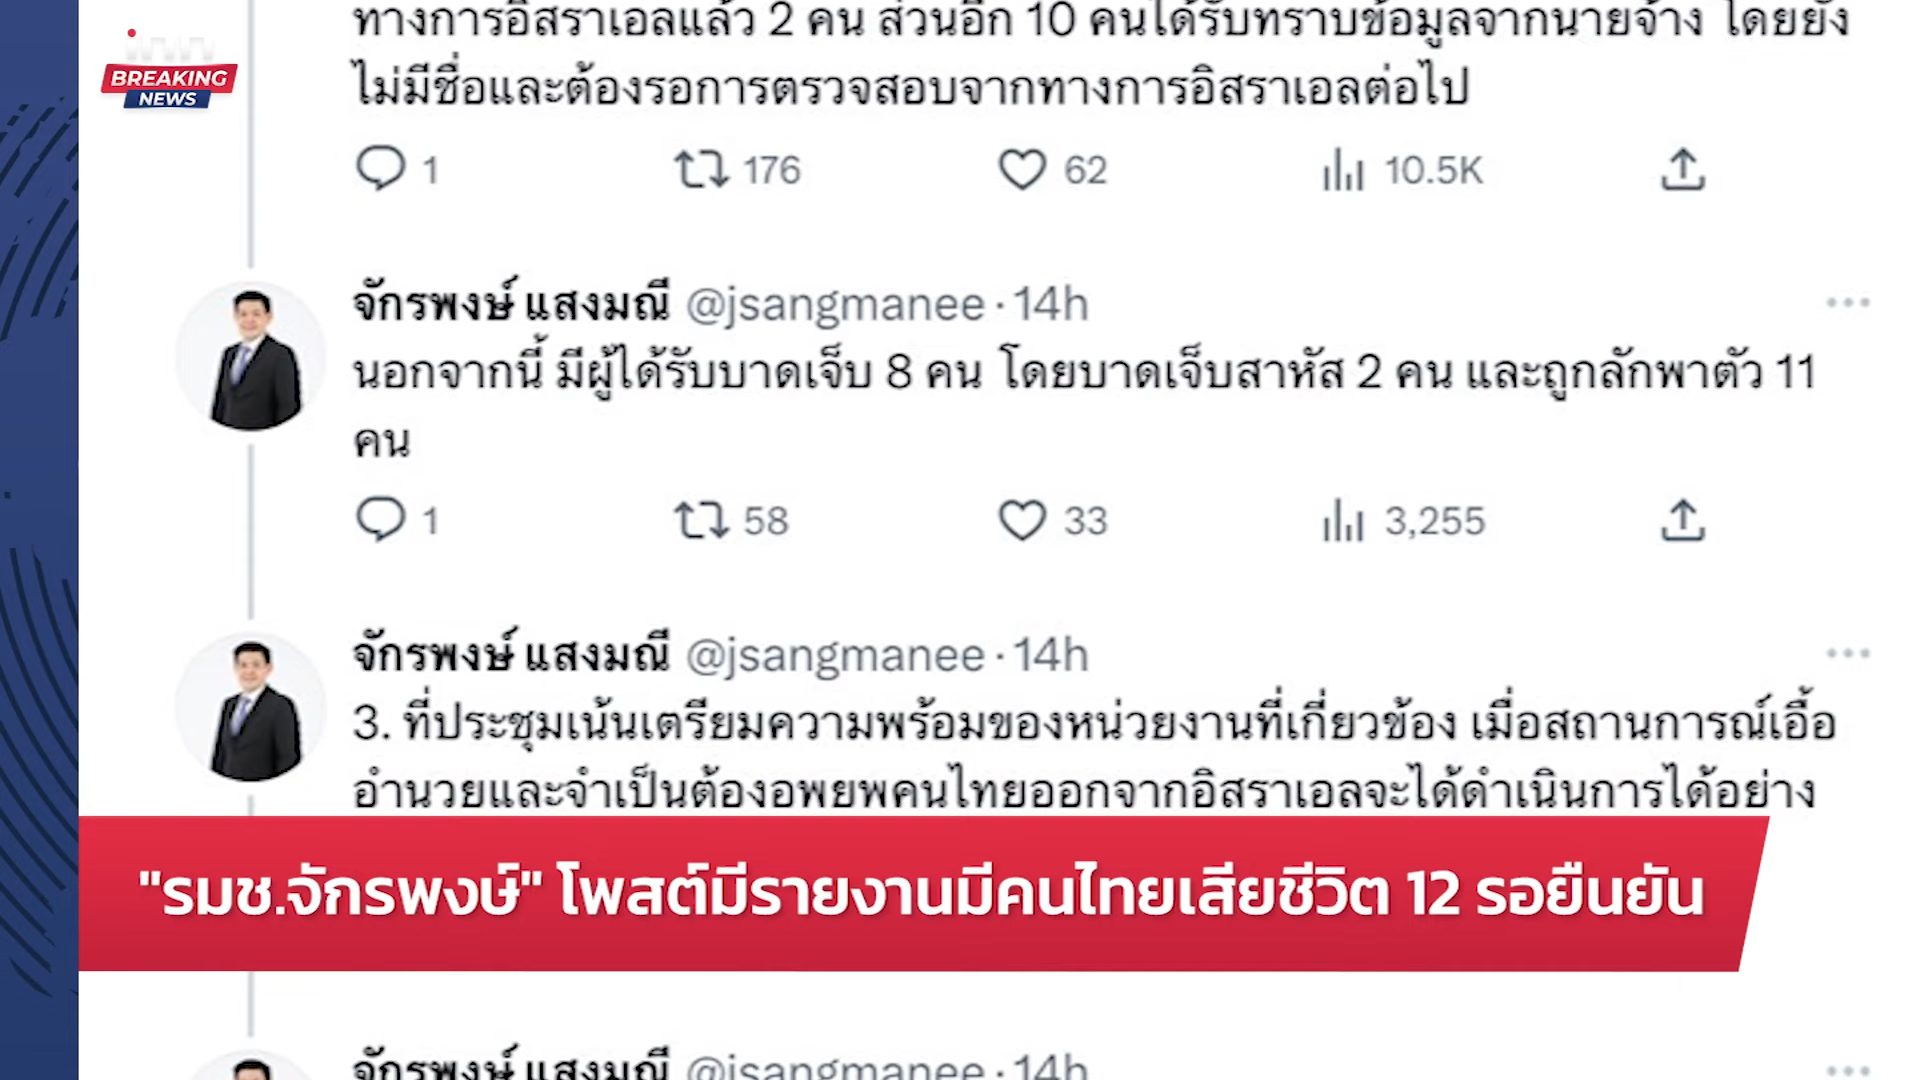 inn
BREAKING
NEWS
ทางการอิสราเอลแล้ว 2 คน ส่วนอีก 10 คนได้รับทราบข้อมูลจากนายจ้าง โดยยัง
ไม่มีชื่อและต้องรอการตรวจสอบจากทางการอิสราเอลต่อไป
1 176 62 10.5K
จักรพงษ์ แสงมณี @jsangmanee · 14h
นอกจากนี้ มีผู้ได้รับบาดเจ็บ 8 คน โดยบาดเจ็บสาหัส 2 คน และถูกลักพาตัว 11
คน
1 58 33 3,255
จักรพงษ์ แสงมณี @jsangmanee · 14h
3. ที่ประชุมเน้นเตรียมความพร้อมของหน่วยงานที่เกี่ยวข้อง เมื่อสถานการณ์เอื้อ
อำนวยและจำเป็นต้องอพยพคนไทยออกจากอิสราเอลจะได้ดำเนินการได้อย่าง
"รมช.จักรพงษ์" โพสต์มีรายงานมีคนไทยเสียชีวิต 12 รอยืนยัน
จักรพงษ์ แสงมณี @jsangmanee · 14h